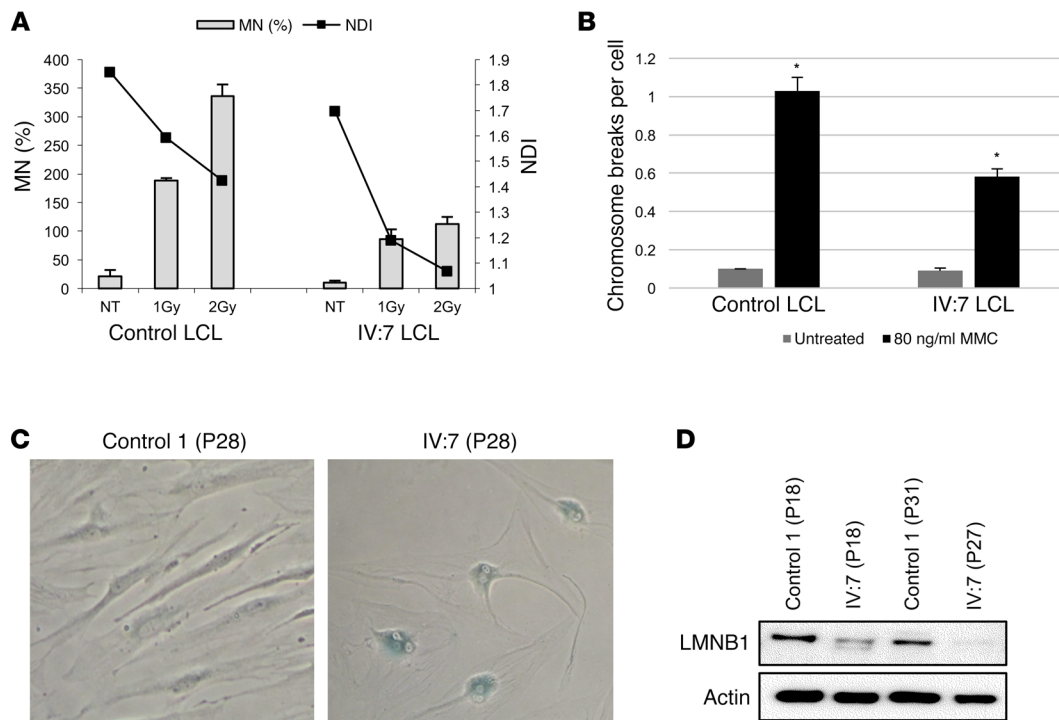 A
MN (%) NDI
400
350
300
250
200
150
100
50
0
MN (%)
1.9
1.8
1.7
1.6
1.5
1.4
1.3
1.2
1.1
1
NDI
NT 1Gy 2Gy NT 1Gy 2Gy
Control LCL IV:7 LCL
B
Chromosome breaks per cell
1.2
1
0.8
0.6
0.4
0.2
0
*
*
Control LCL IV:7 LCL
Untreated 80 ng/ml MMC
C
Control 1 (P28) IV:7 (P28)
D
Control 1 (P18)
IV:7 (P18)
Control 1 (P31)
IV:7 (P27)
LMNB1
Actin